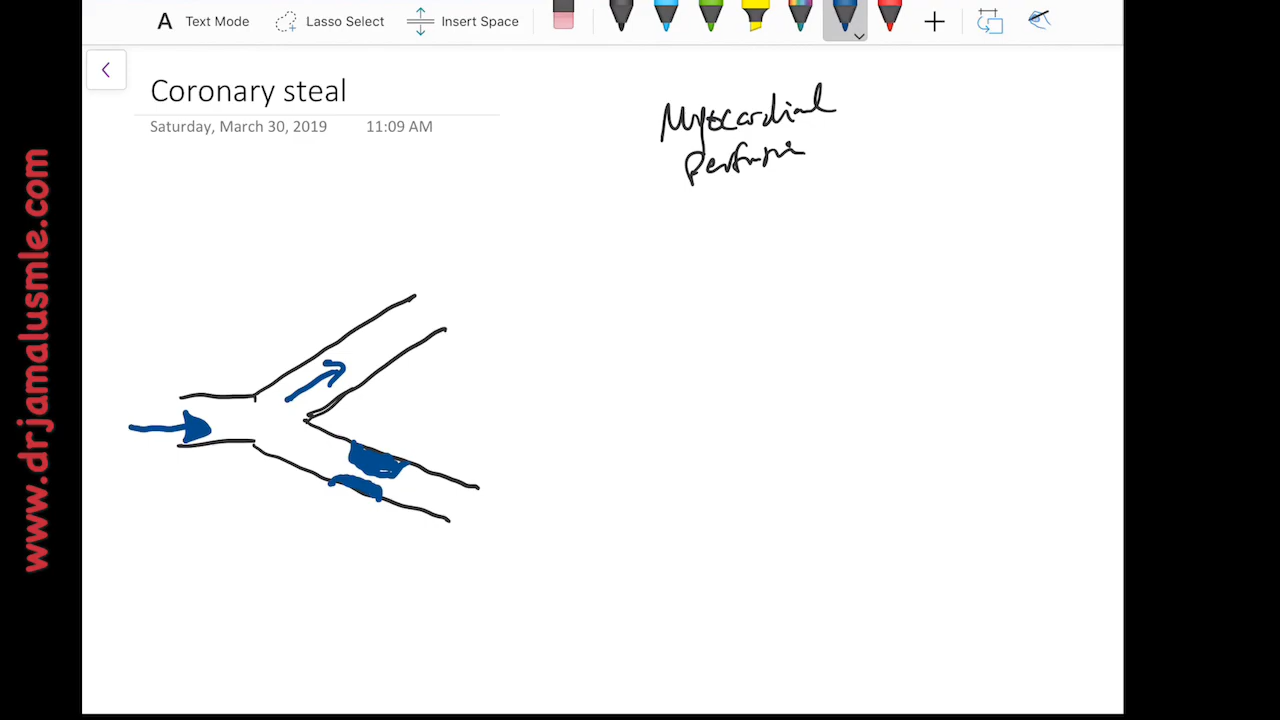 Text Mode Lasso Select Insert Space
Coronary steal
Saturday, March 30, 2019 11:09 AM
Myocardial
Perfusion
www.drjamalusmle.com